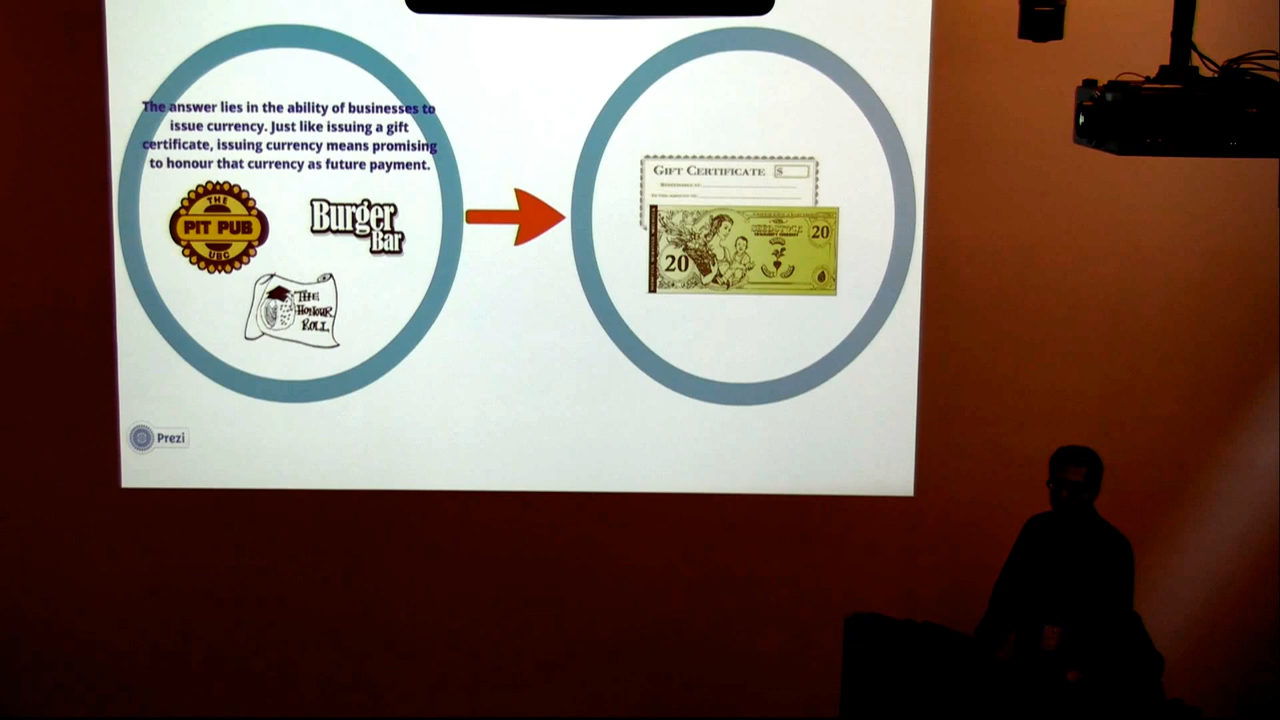 The answer lies in the ability of businesses to
issue currency. Just like issuing a gift
certificate, issuing currency means promising
to honour that currency as future payment.
THE
PIT PUB
UBC
Burger
Bar
THE
HONOUR
ROLL
Prezi
GIFT CERTIFICATE $
20
20